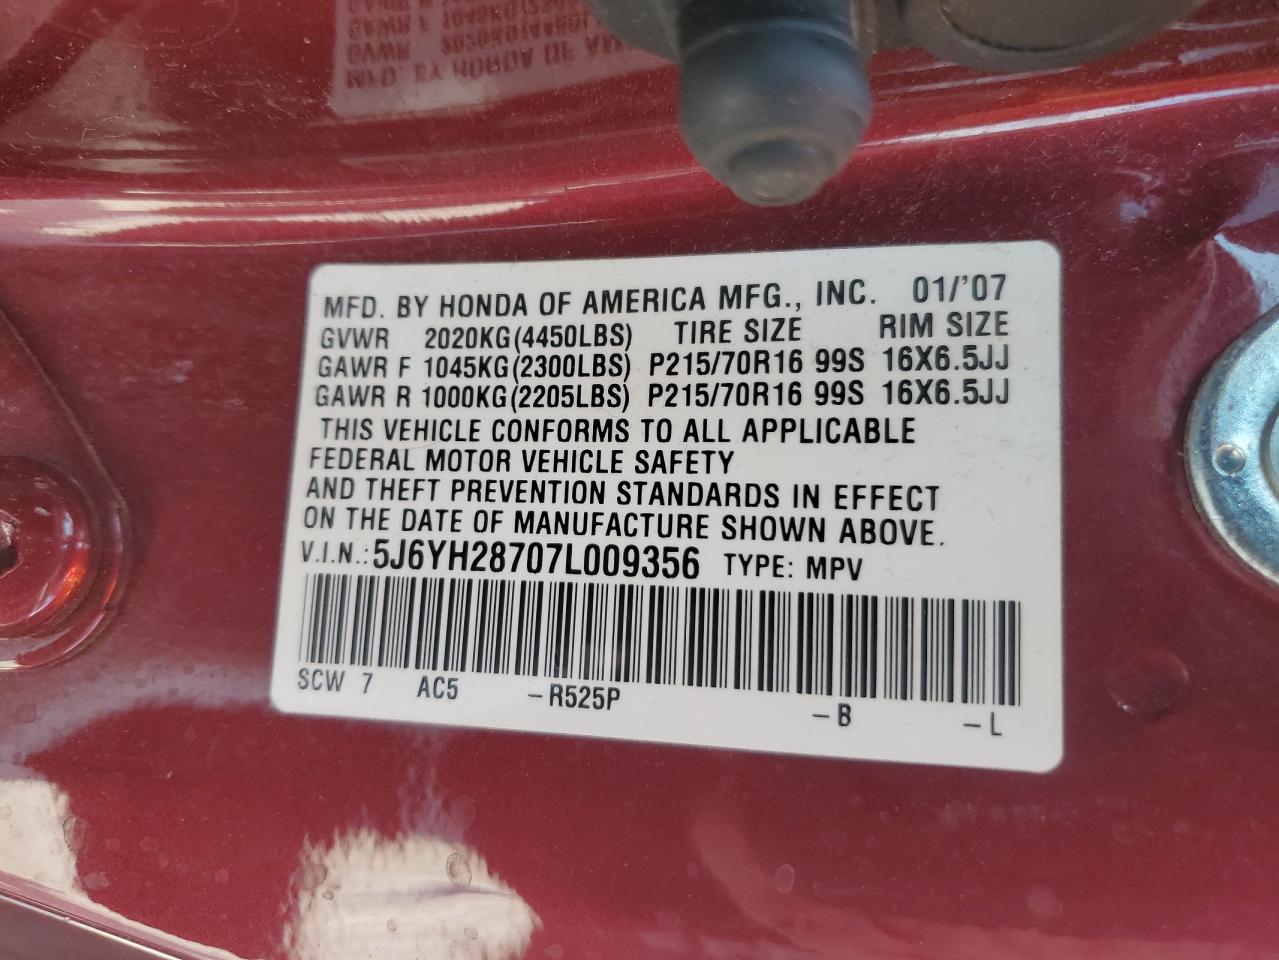 MFD. BY HONDA OF AMERICA MFG., INC. 01/'07
GVWR 2020KG(4450LBS) TIRE SIZE RIM SIZE
GAWR F 1045KG(2300LBS) P215/70R16 99S 16X6.5JJ
GAWR R 1000KG(2205LBS) P215/70R16 99S 16X6.5JJ
THIS VEHICLE CONFORMS TO ALL APPLICABLE
FEDERAL MOTOR VEHICLE SAFETY
AND THEFT PREVENTION STANDARDS IN EFFECT
ON THE DATE OF MANUFACTURE SHOWN ABOVE.
V.I.N.: 5J6YH28707L009356 TYPE: MPV
SCW 7 AC5 -R525P -B -L